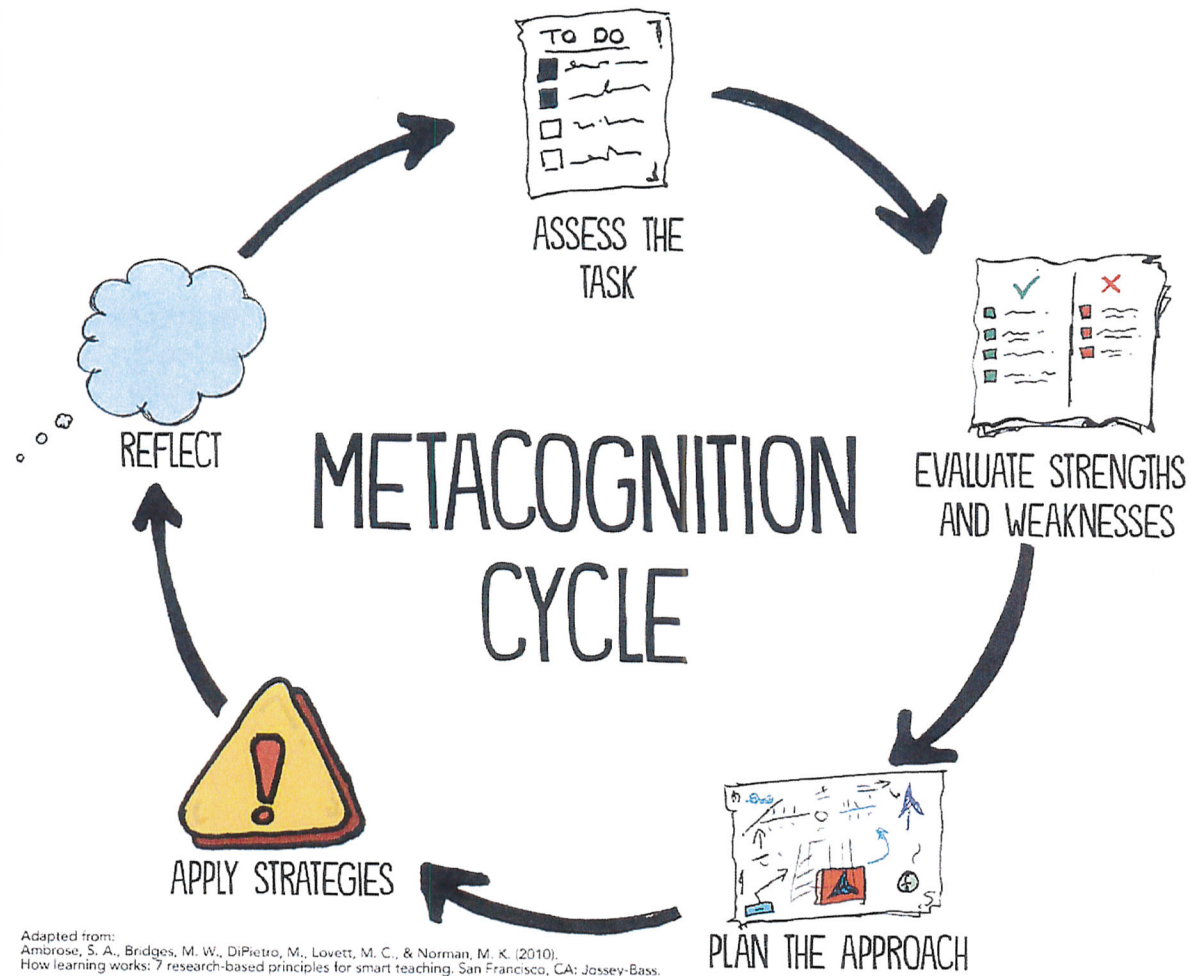 TO DO
ASSESS THE
TASK
EVALUATE STRENGTHS
AND WEAKNESSES
PLAN THE APPROACH
APPLY STRATEGIES
REFLECT
METACOGNITION
CYCLE
Adapted from:
Ambrose, S. A., Bridges, M. W., DiPietro, M., Lovett, M. C., & Norman, M. K. (2010).
How learning works: 7 research-based principles for smart teaching. San Francisco, CA: Jossey-Bass.